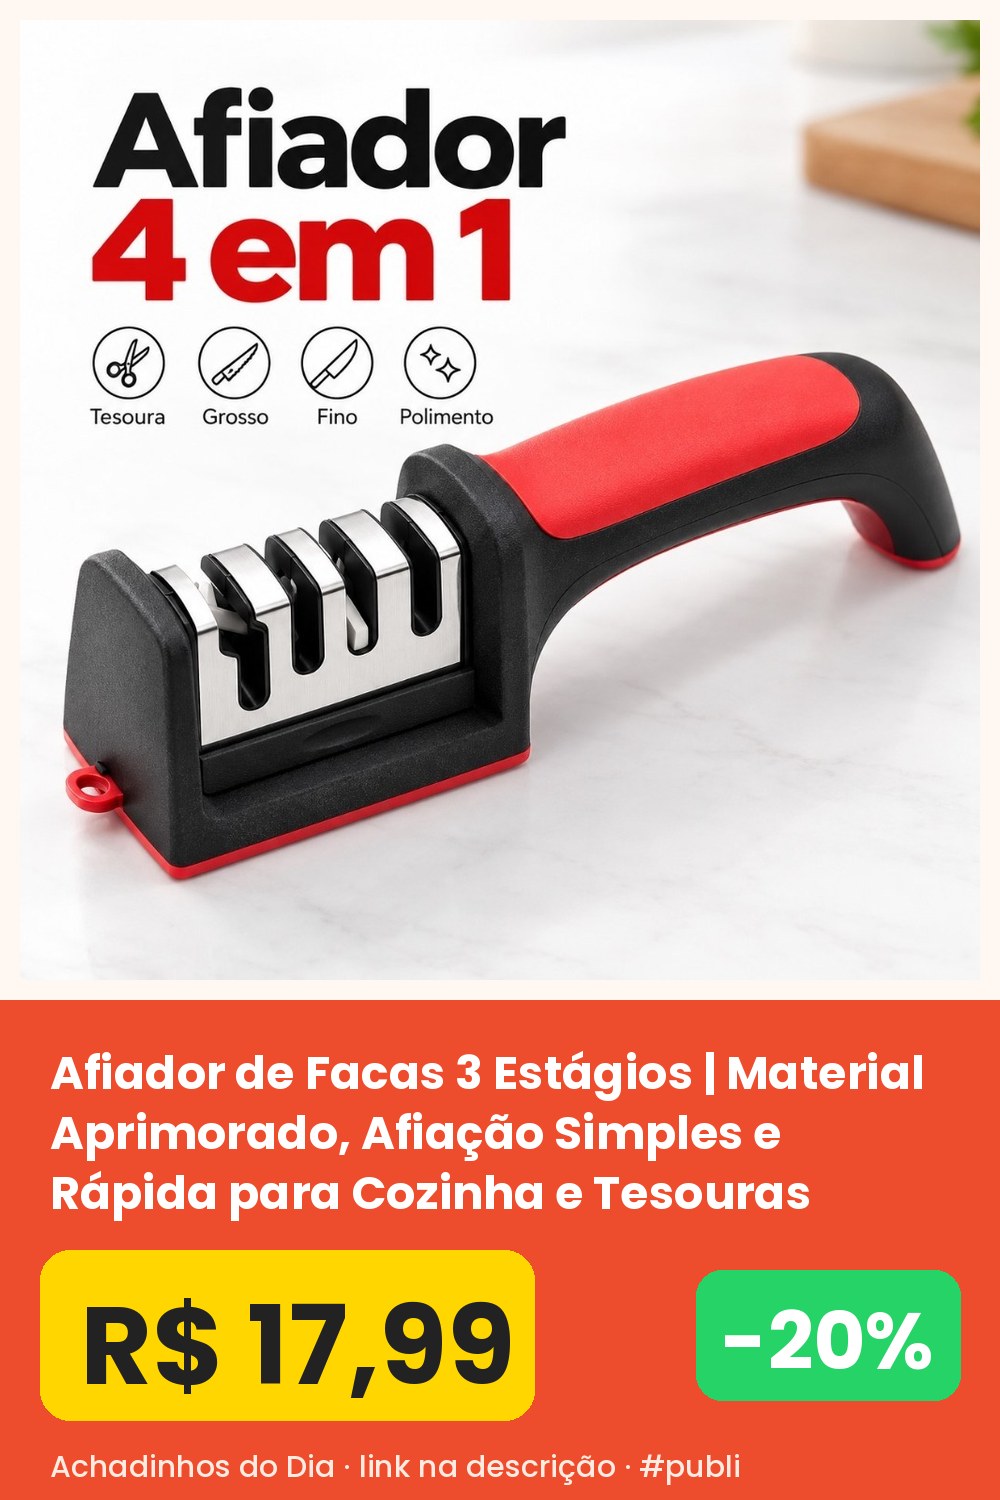 Afiador
4 em 1
Tesoura Grosso Fino Polimento
Afiador de Facas 3 Estágios | Material
Aprimorado, Afiação Simples e
Rápida para Cozinha e Tesouras
R$ 17,99
-20%
Achadinhos do Dia · link na descrição · #publi